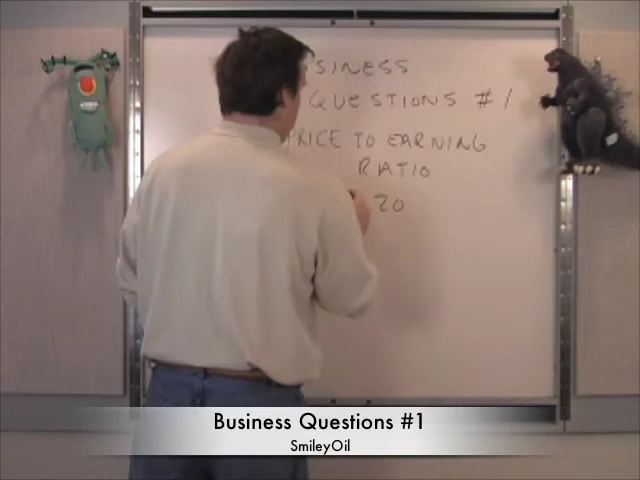 SINESS
QUESTIONS #1
PRICE TO EARNING
RATIO
20
Business Questions #1
SmileyOil